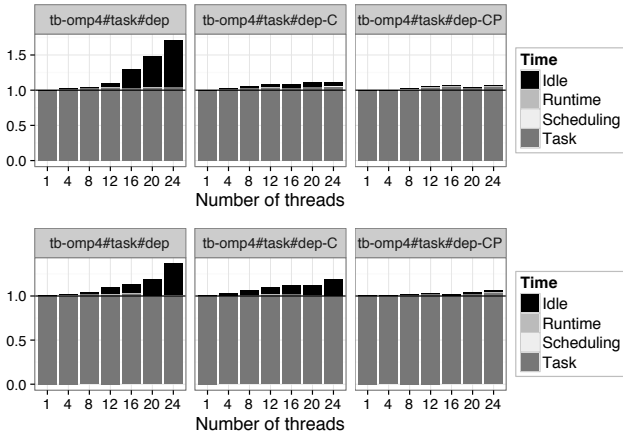 tb-omp4#task#dep tb-omp4#task#dep-C tb-omp4#task#dep-CP
1.5
1.0
0.5
0.0
Time
Idle
Runtime
Scheduling
Task
1 4 8 12 16 20 24 1 4 8 12 16 20 24 1 4 8 12 16 20 24
Number of threads
tb-omp4#task#dep tb-omp4#task#dep-C tb-omp4#task#dep-CP
1.0
0.5
0.0
Time
Idle
Runtime
Scheduling
Task
1 4 8 12 16 20 24 1 4 8 12 16 20 24 1 4 8 12 16 20 24
Number of threads